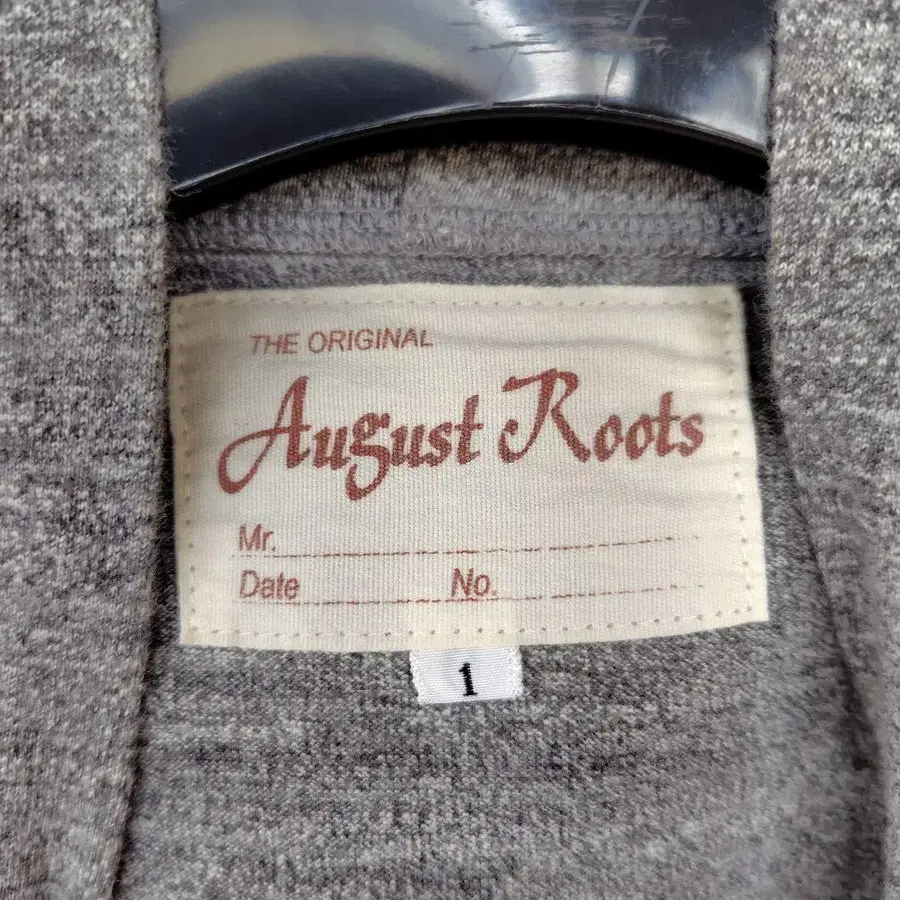 THE ORIGINAL
August Roots
Mr.
Date No.
1